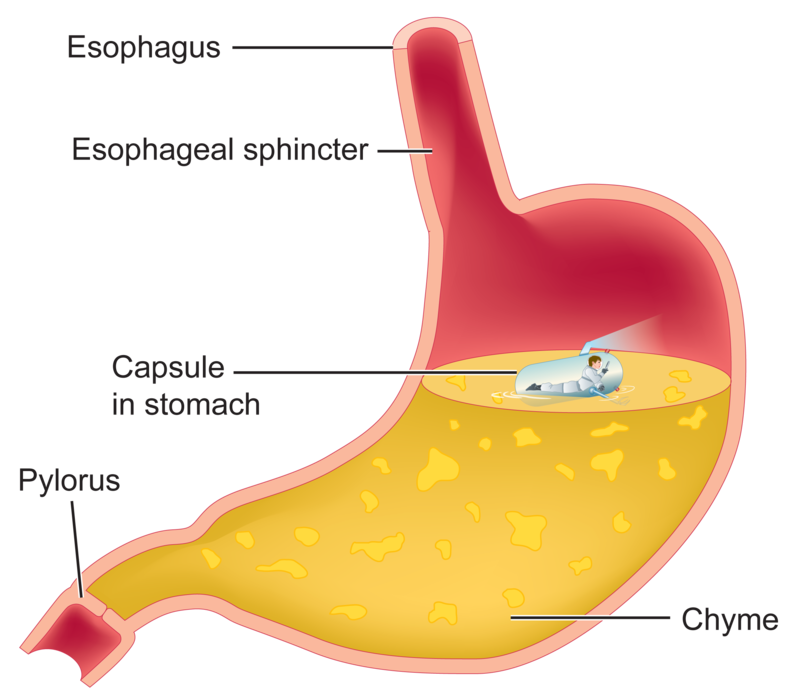 Esophagus
Esophageal sphincter
Capsule
in stomach
Pylorus
Chyme